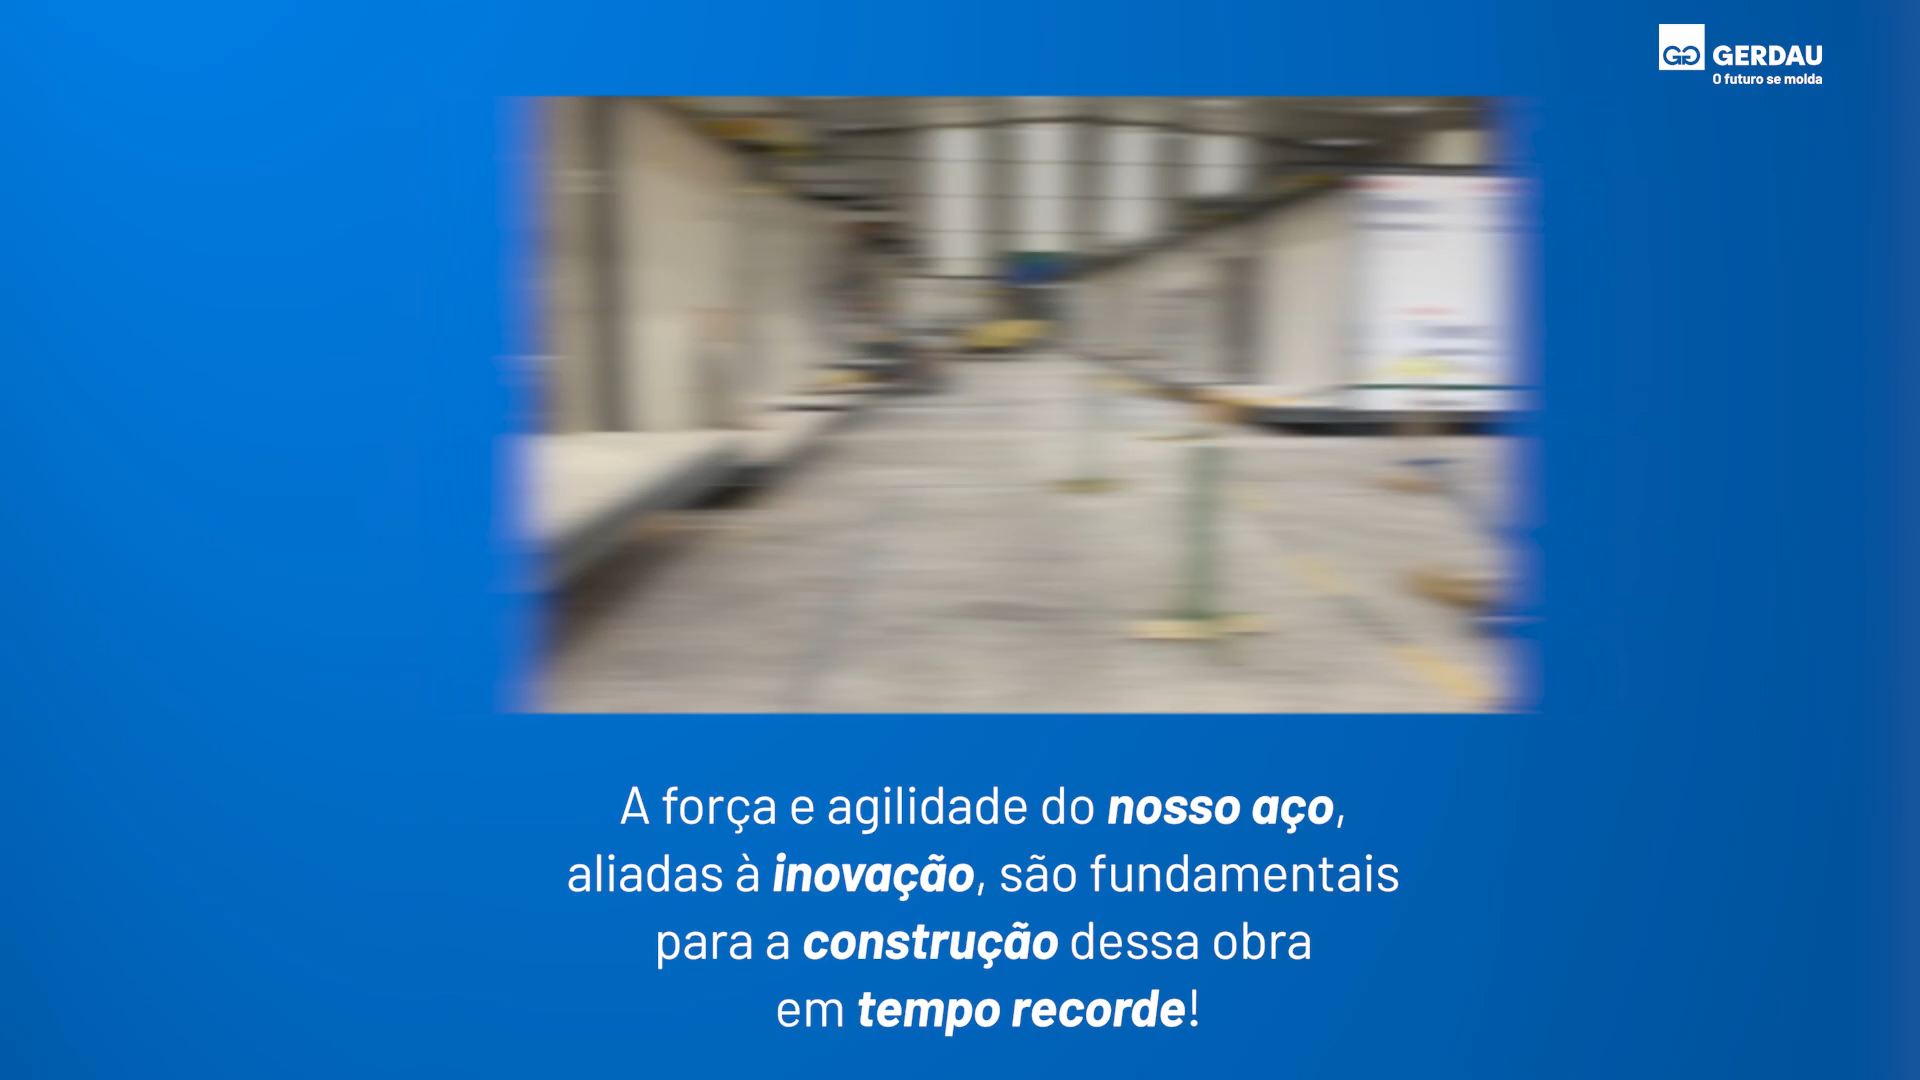 GERDAU
O futuro se molda
A força e agilidade do nosso aço,
aliadas à inovação, são fundamentais
para a construção dessa obra
em tempo recorde!